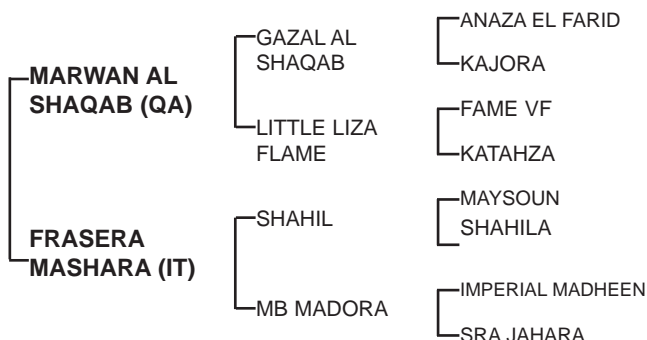 ANAZA EL FARID
GAZAL AL
SHAQAB
KAJORA
MARWAN AL
SHAQAB (QA)
FAME VF
LITTLE LIZA
FLAME
KATAHZA
MAYSOUN
SHAHIL
SHAHILA
FRASERA
MASHARA (IT)
IMPERIAL MADHEEN
MB MADORA
SRA JAHARA